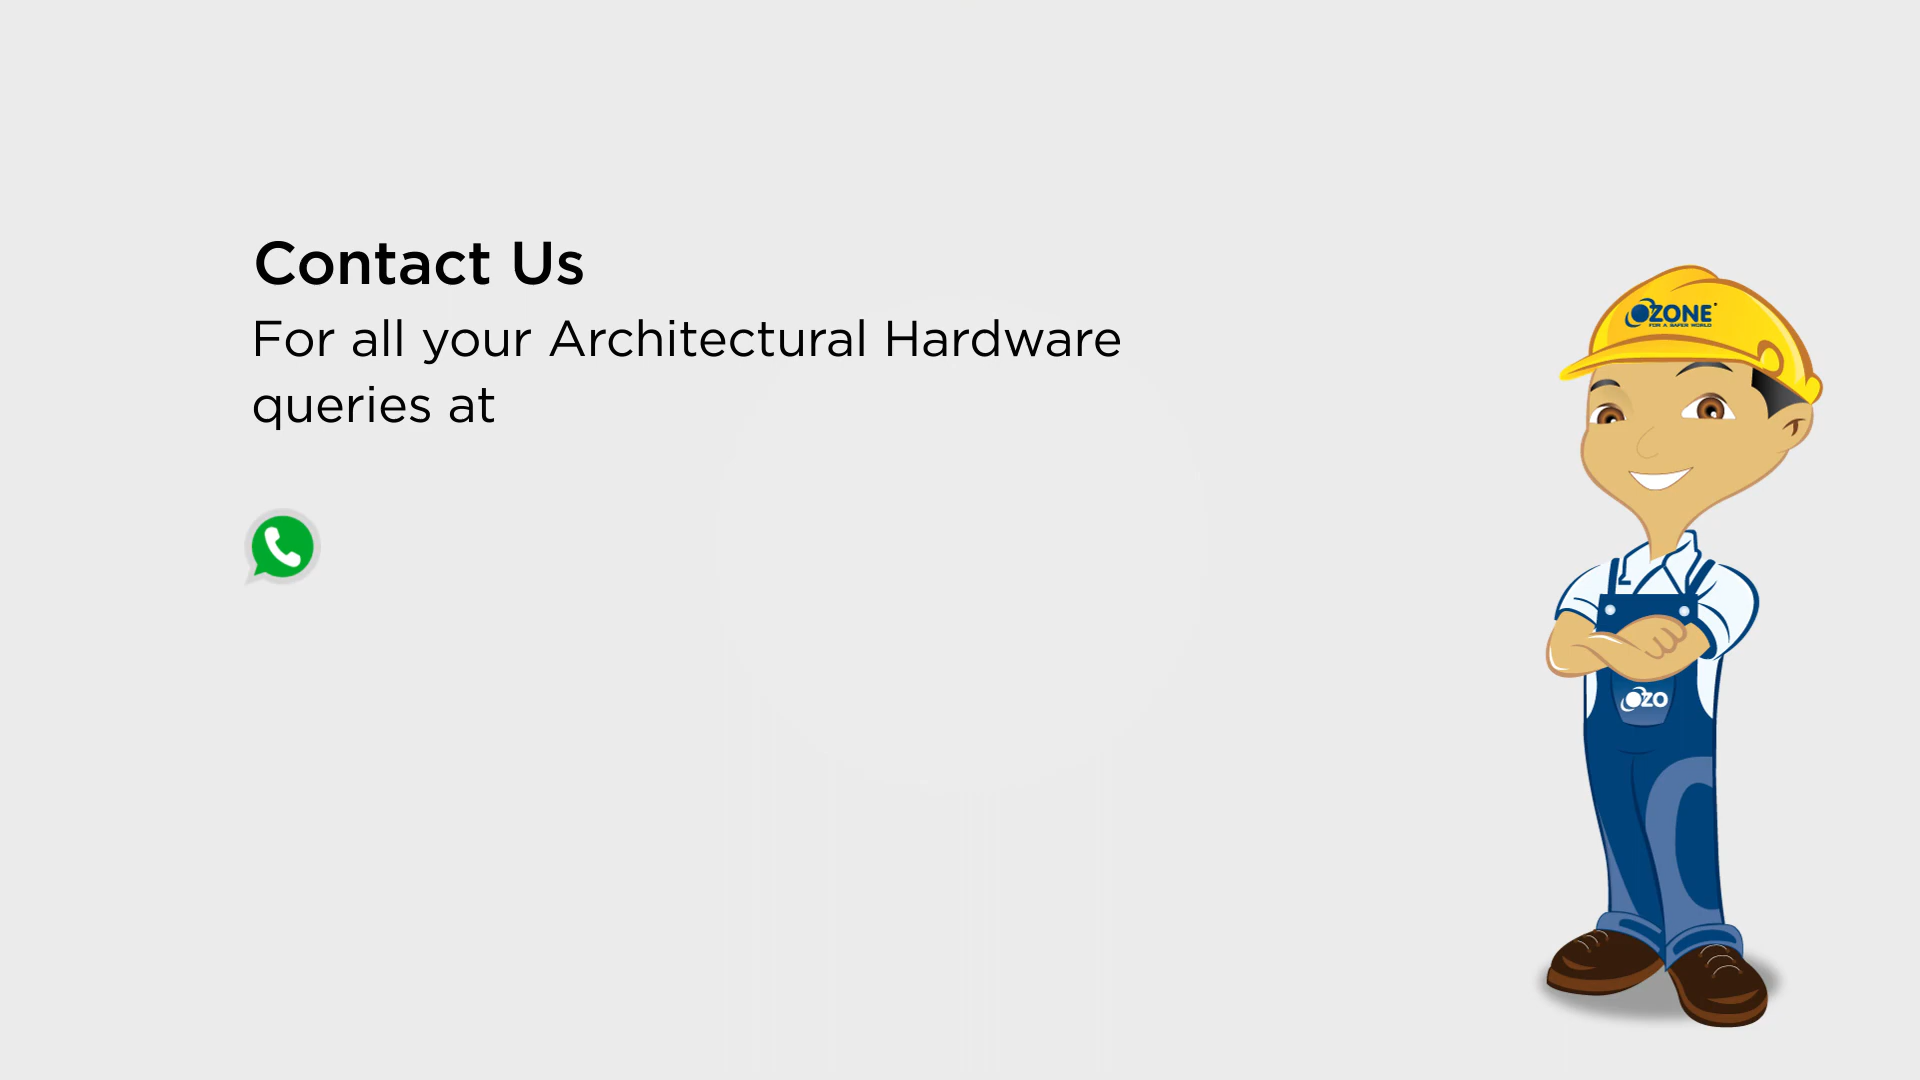 Contact Us
For all your Architectural Hardware
queries at
OZONE
FOR A SAFER WORLD
OZO